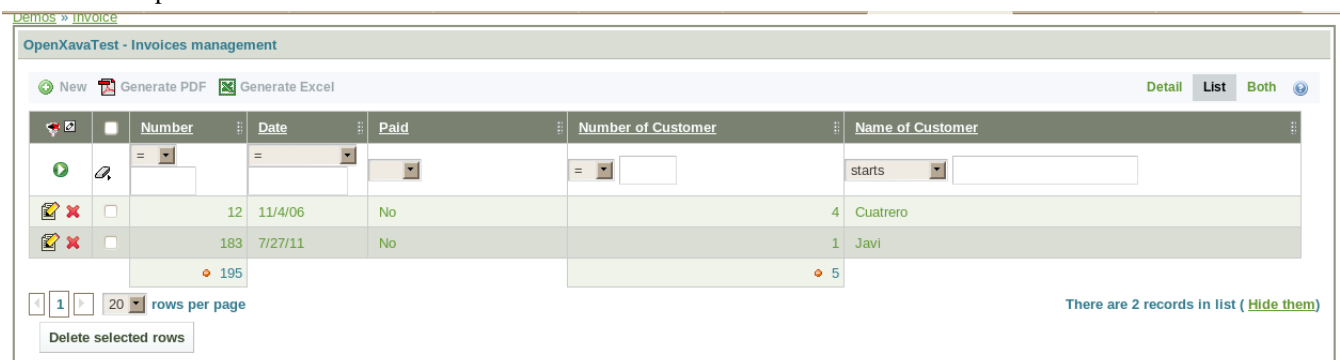 Demos » Invoice
OpenXavaTest - Invoices management
New Generate PDF Generate Excel Detail List Both
Number Date Paid Number of Customer Name of Customer
= = = starts
12 11/4/06 No 4 Cuatrero
183 7/27/11 No 1 Javi
195 5
1 20 rows per page There are 2 records in list ( Hide them)
Delete selected rows